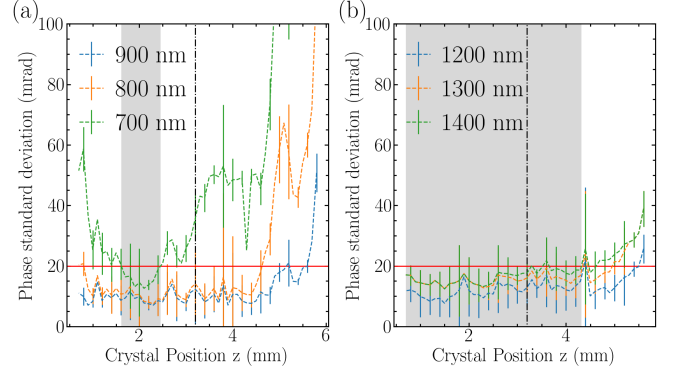 (a)
100
80
60
40
20
0
Phase standard deviation (mrad)
900 nm
800 nm
700 nm
2
4
6
Crystal Position z (mm)
(b)
100
80
60
40
20
0
Phase standard deviation (mrad)
1200 nm
1300 nm
1400 nm
2
4
Crystal Position z (mm)